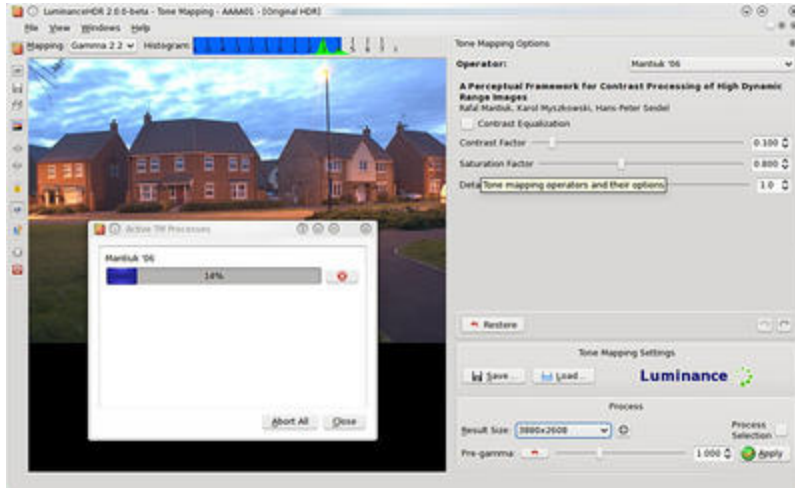 LuminanceHDR 2.0.0-beta - Tone Mapping - AAAA01 - [Original HDR]
File View Windows Help
Mapping: Gamma 2.2 Histogram:
Tone Mapping Options
Operator: Mantiuk '06
A Perceptual Framework for Contrast Processing of High Dynamic
Range Images
Rafal Mantiuk, Karol Myszkowski, Hans-Peter Seidel
Contrast Equalization
Contrast Factor 0.100
Saturation Factor 0.800
Deta 1.0
Tone mapping operators and their options
Active TM Processes
Mantiuk '06
14%
Abort All Close
Restore
Tone Mapping Settings
Save... Load... Luminance
Process
Result Size: 3880x2608
Process
Selection
Pre-gamma: 1.000 Apply